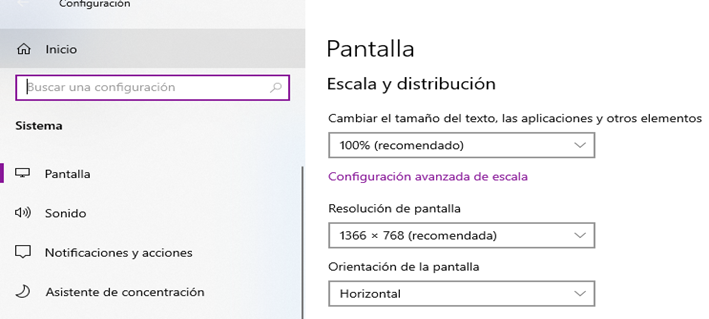 Configuración
Inicio
Buscar una configuración
Sistema
Pantalla
Sonido
Notificaciones y acciones
Asistente de concentración
Pantalla
Escala y distribución
Cambiar el tamaño del texto, las aplicaciones y otros elementos
100% (recomendado)
Configuración avanzada de escala
Resolución de pantalla
1366 × 768 (recomendada)
Orientación de la pantalla
Horizontal